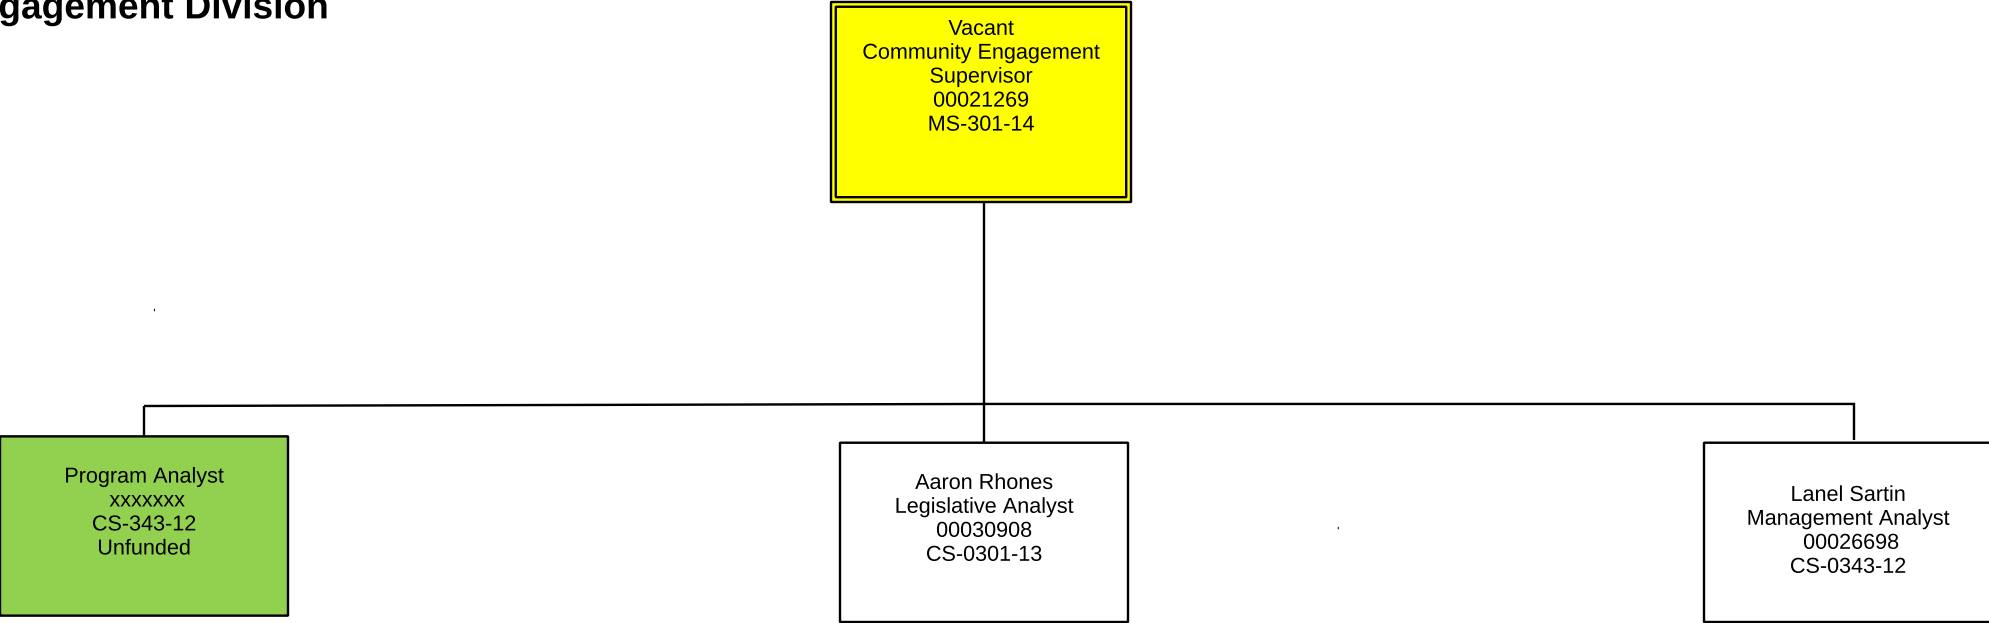 gagement Division
Vacant
Community Engagement
Supervisor
00021269
MS-301-14
Program Analyst
xxxxxxx
CS-343-12
Unfunded
Aaron Rhones
Legislative Analyst
00030908
CS-0301-13
Lanel Sartin
Management Analyst
00026698
CS-0343-12